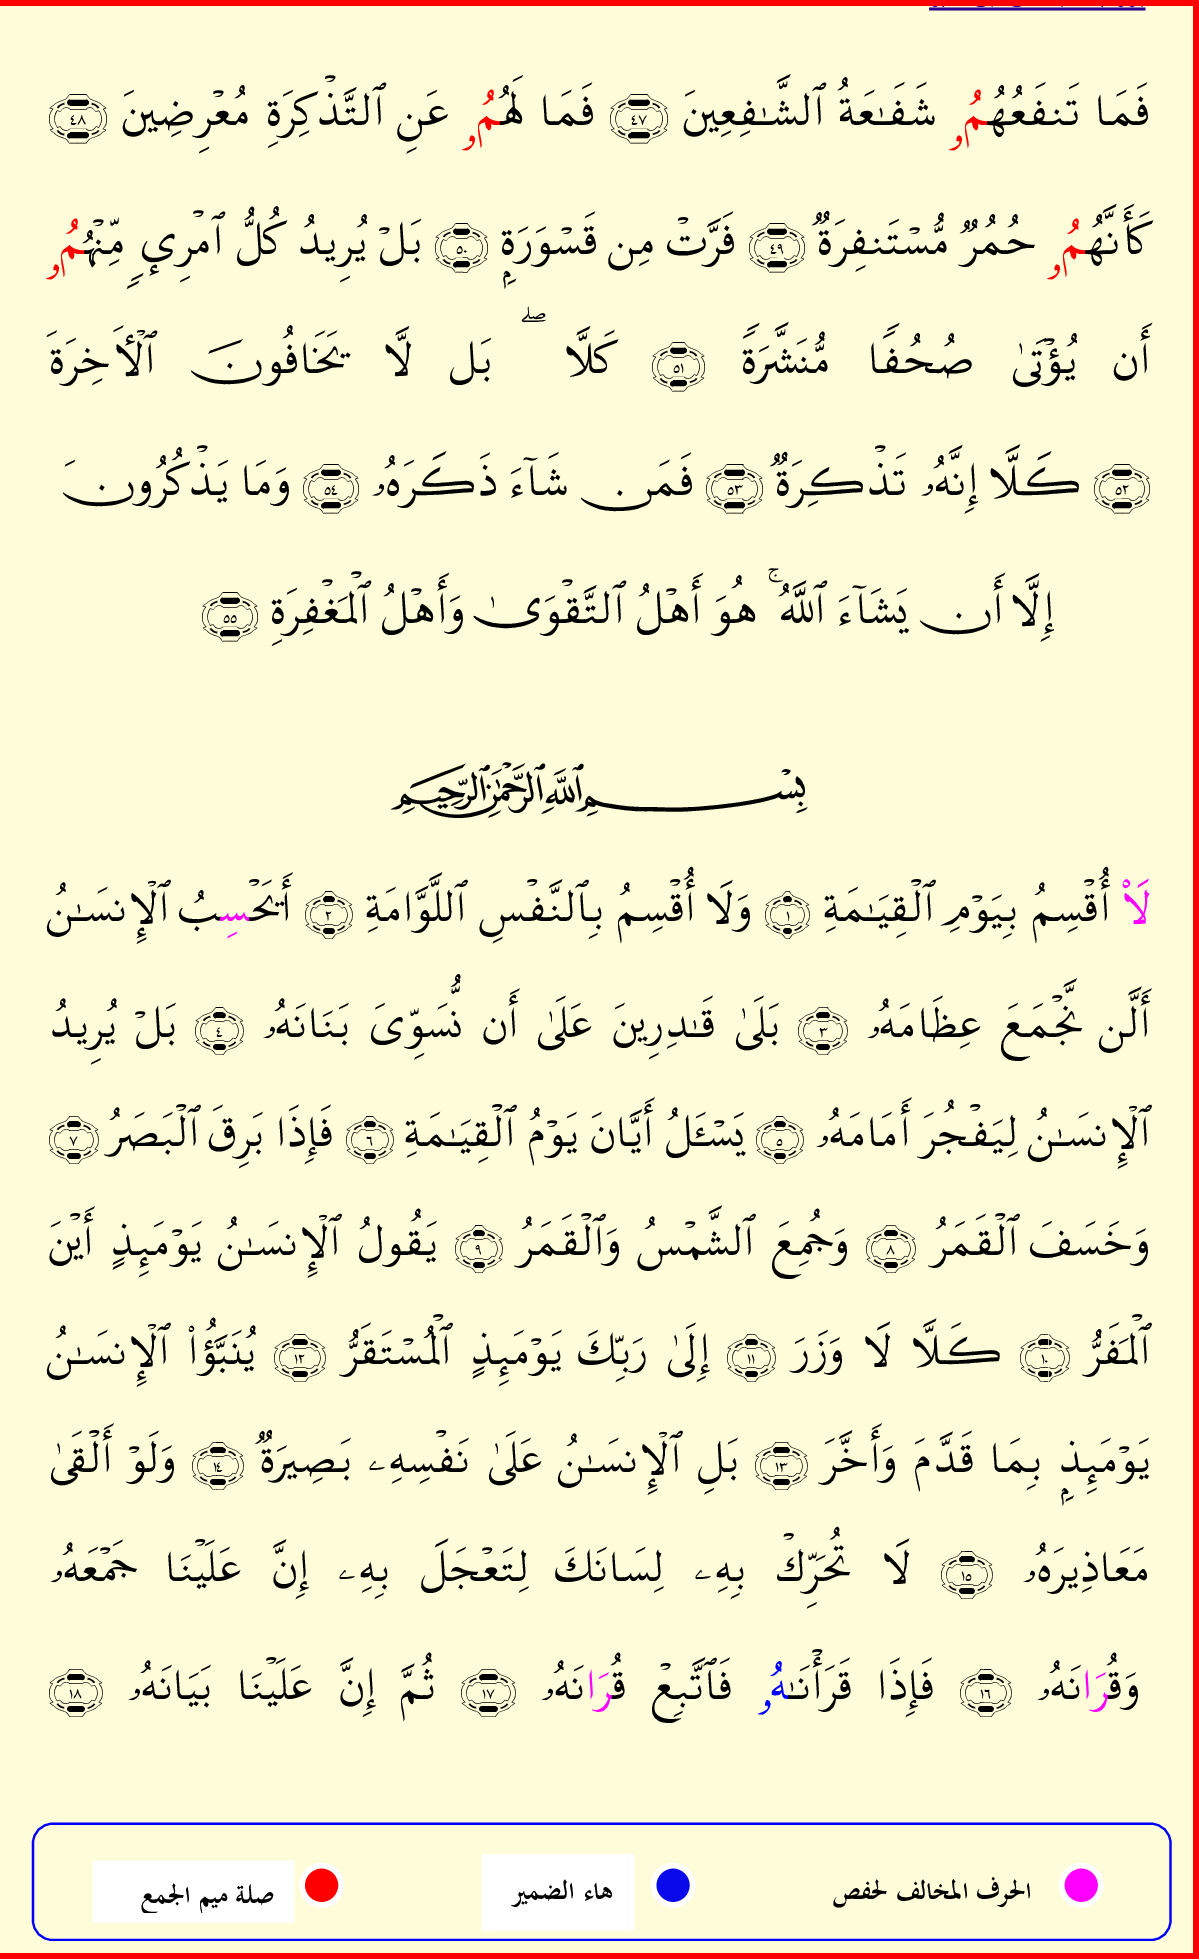 فَمَا تَنفَعُهُمُۥ شَفَـٰعَةُ ٱلشَّـٰفِعِينَ ٤٧ فَمَا لَهُمُۥ عَنِ ٱلتَّذْكِرَةِ مُعْرِضِينَ ٤٨
كَأَنَّهُمُۥ حُمُرٌ مُّسْتَنفِرَةٌ ٤٩ فَرَّتْ مِن قَسْوَرَةٍۭ ٥٠ بَلْ يُرِيدُ كُلُّ ٱمْرِئٍ مِّنْهُمُۥ
أَن يُؤْتَىٰ صُحُفًا مُّنَشَّرَةً ٥١ كَلَّا ۖ بَل لَّا يَخَافُونَ ٱلْأَخِرَةَ
٥٢ كَلَّا إِنَّهُۥ تَذْكِرَةٌ ٥٣ فَمَن شَآءَ ذَكَرَهُۥ ٥٤ وَمَا يَذْكُرُونَ
إِلَّا أَن يَشَآءَ ٱللَّهُ ۚ هُوَ أَهْلُ ٱلتَّقْوَىٰ وَأَهْلُ ٱلْمَغْفِرَةِ ٥٥
بِسْمِ ٱللَّهِ ٱلرَّحْمَـٰنِ ٱلرَّحِيمِ
لَأُ قْسِمُ بِيَوْمِ ٱلْقِيَـٰمَةِ ١ وَلَا أُقْسِمُ بِٱلنَّفْسِ ٱللَّوَّامَةِ ٢ أَيَحْسِبُ ٱلْإِنسَـٰنُ
أَلَّن نَّجْمَعَ عِظَامَهُۥ ٣ بَلَىٰ قَـٰدِرِينَ عَلَىٰ أَن نُّسَوِّىَ بَنَانَهُۥ ٤ بَلْ يُرِيدُ
ٱلْإِنسَـٰنُ لِيَفْجُرَ أَمَامَهُۥ ٥ يَسْـَٔلُ أَيَّانَ يَوْمُ ٱلْقِيَـٰمَةِ ٦ فَإِذَا بَرِقَ ٱلْبَصَرُ ٧
وَخَسَفَ ٱلْقَمَرُ ٨ وَجُمِعَ ٱلشَّمْسُ وَٱلْقَمَرُ ٩ يَقُولُ ٱلْإِنسَـٰنُ يَوْمَئِذٍ أَيْنَ
ٱلْمَفَرُّ ١٠ كَلَّا لَا وَزَرَ ١١ إِلَىٰ رَبِّكَ يَوْمَئِذٍ ٱلْمُسْتَقَرُّ ١٢ يُنَبَّؤُاْ ٱلْإِنسَـٰنُ
يَوْمَئِذٍۭ بِمَا قَدَّمَ وَأَخَّرَ ١٣ بَلِ ٱلْإِنسَـٰنُ عَلَىٰ نَفْسِهِۦ بَصِيرَةٌ ١٤ وَلَوْ أَلْقَىٰ
مَعَاذِيرَهُۥ ١٥ لَا تُحَرِّكْ بِهِۦ لِسَانَكَ لِتَعْجَلَ بِهِۦ إِنَّ عَلَيْنَا جَمْعَهُۥ
وَقُرَانَهُۥ ١٦ فَإِذَا قَرَأْنَـٰهُۥ فَٱتَّبِعْ قُرَانَهُۥ ١٧ ثُمَّ إِنَّ عَلَيْنَا بَيَانَهُۥ ١٨
الحرف المخالف لحفص هاء الضمير صلة ميم الجمع